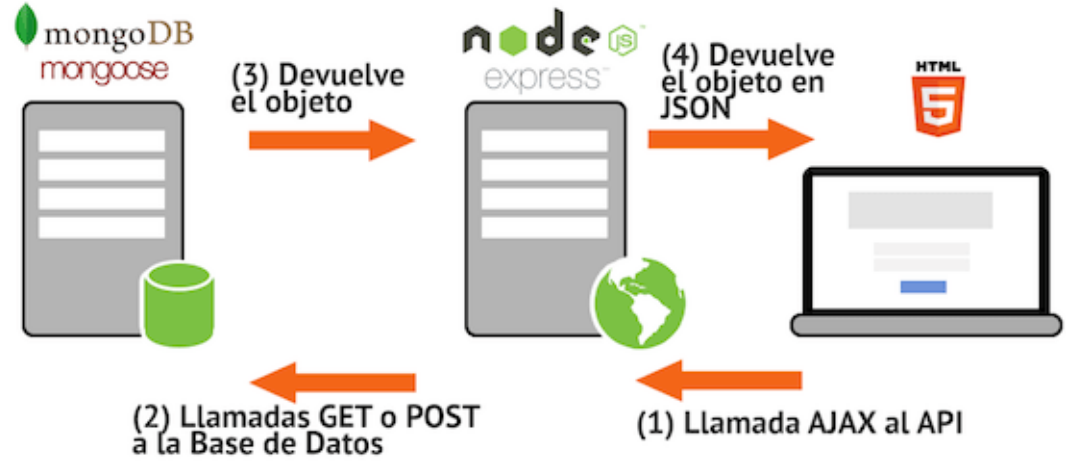 mongoDB
mongoose
(3) Devuelve
el objeto
node
JS
express
(4) Devuelve
el objeto en
JSON
HTML
5
(2) Llamadas GET o POST
a la Base de Datos
(1) Llamada AJAX al API